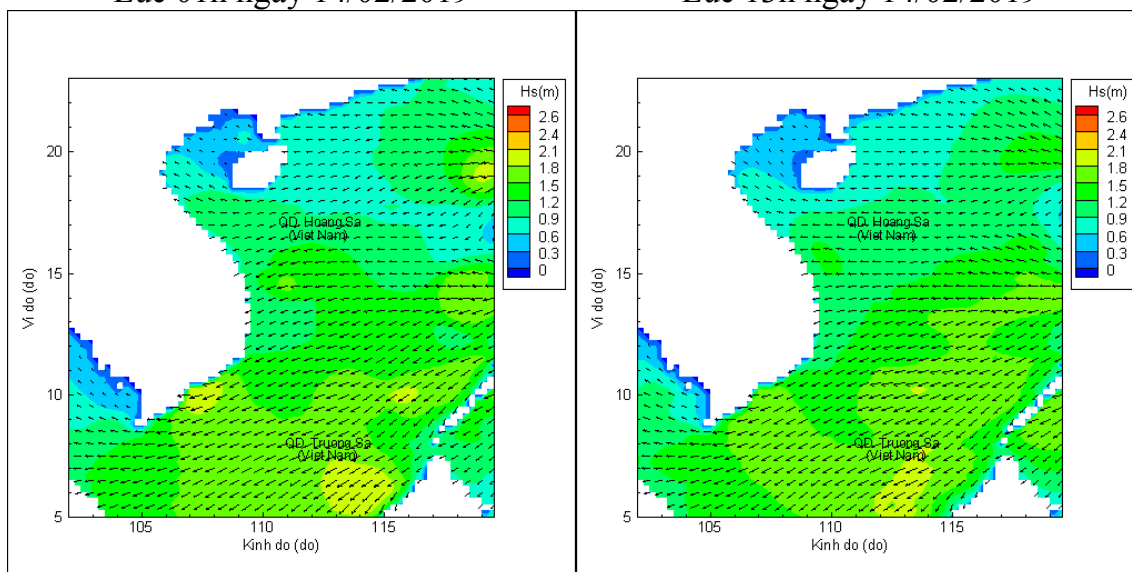 Lúc 01h ngày 14/02/2019
Hs(m)
2.6
2.4
2.1
1.8
1.5
1.2
0.9
0.6
0.3
0
20
15
10
5
Vi do (do)
QD. Hoang Sa
(Viet Nam)
QD. Truong Sa
(Viet Nam)
105
110
115
Kinh do (do)
Lúc 13h ngày 14/02/2019
Hs(m)
2.6
2.4
2.1
1.8
1.5
1.2
0.9
0.6
0.3
0
20
15
10
5
Vi do (do)
QD. Hoang Sa
(Viet Nam)
QD. Truong Sa
(Viet Nam)
105
110
115
Kinh do (do)